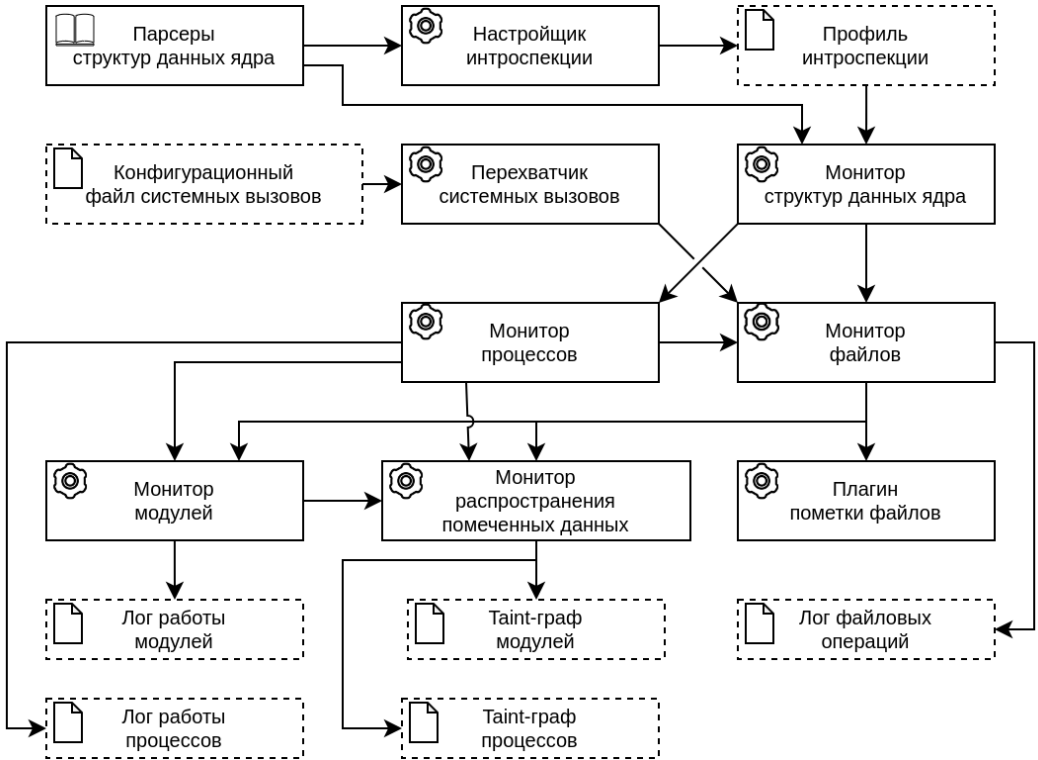 Парсеры
структур данных ядра
Настройщик
интроспекции
Профиль
интроспекции
Конфигурационный
файл системных вызовов
Перехватчик
системных вызовов
Монитор
структур данных ядра
Монитор
процессов
Монитор
файлов
Монитор
модулей
Монитор
распространения
помеченных данных
Плагин
пометки файлов
Лог работы
модулей
Taint-граф
модулей
Лог файловых
операций
Лог работы
процессов
Taint-граф
процессов